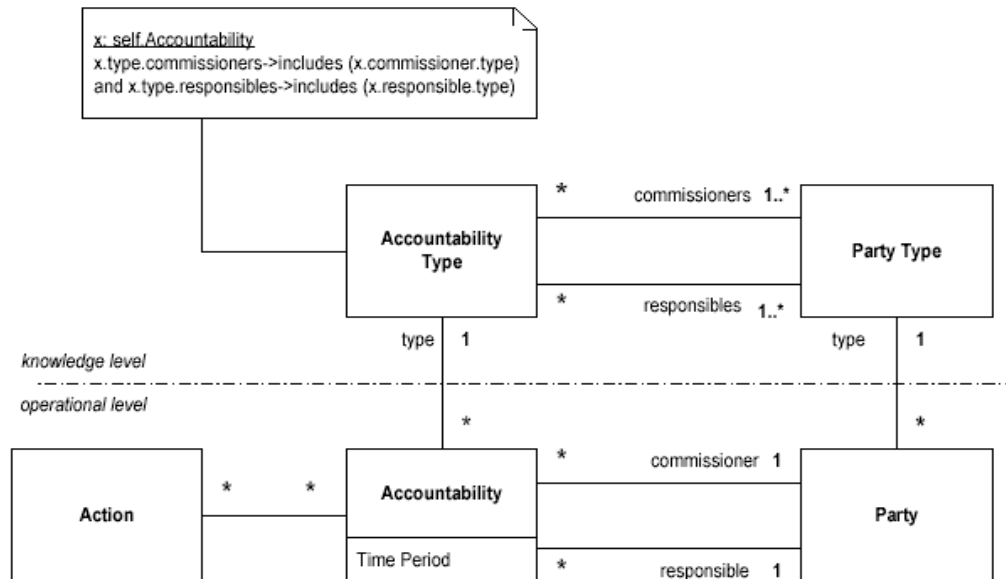 x: self.Accountability
x.type.commissioners->includes (x.commissioner.type)
and x.type.responsibles->includes (x.responsible.type)
* commissioners 1..*
Accountability
Type
Party Type
* responsibles 1..*
type 1
type 1
knowledge level
operational level
* *
* commissioner 1
* *
Accountability
Action
Party
Time Period
* responsible 1